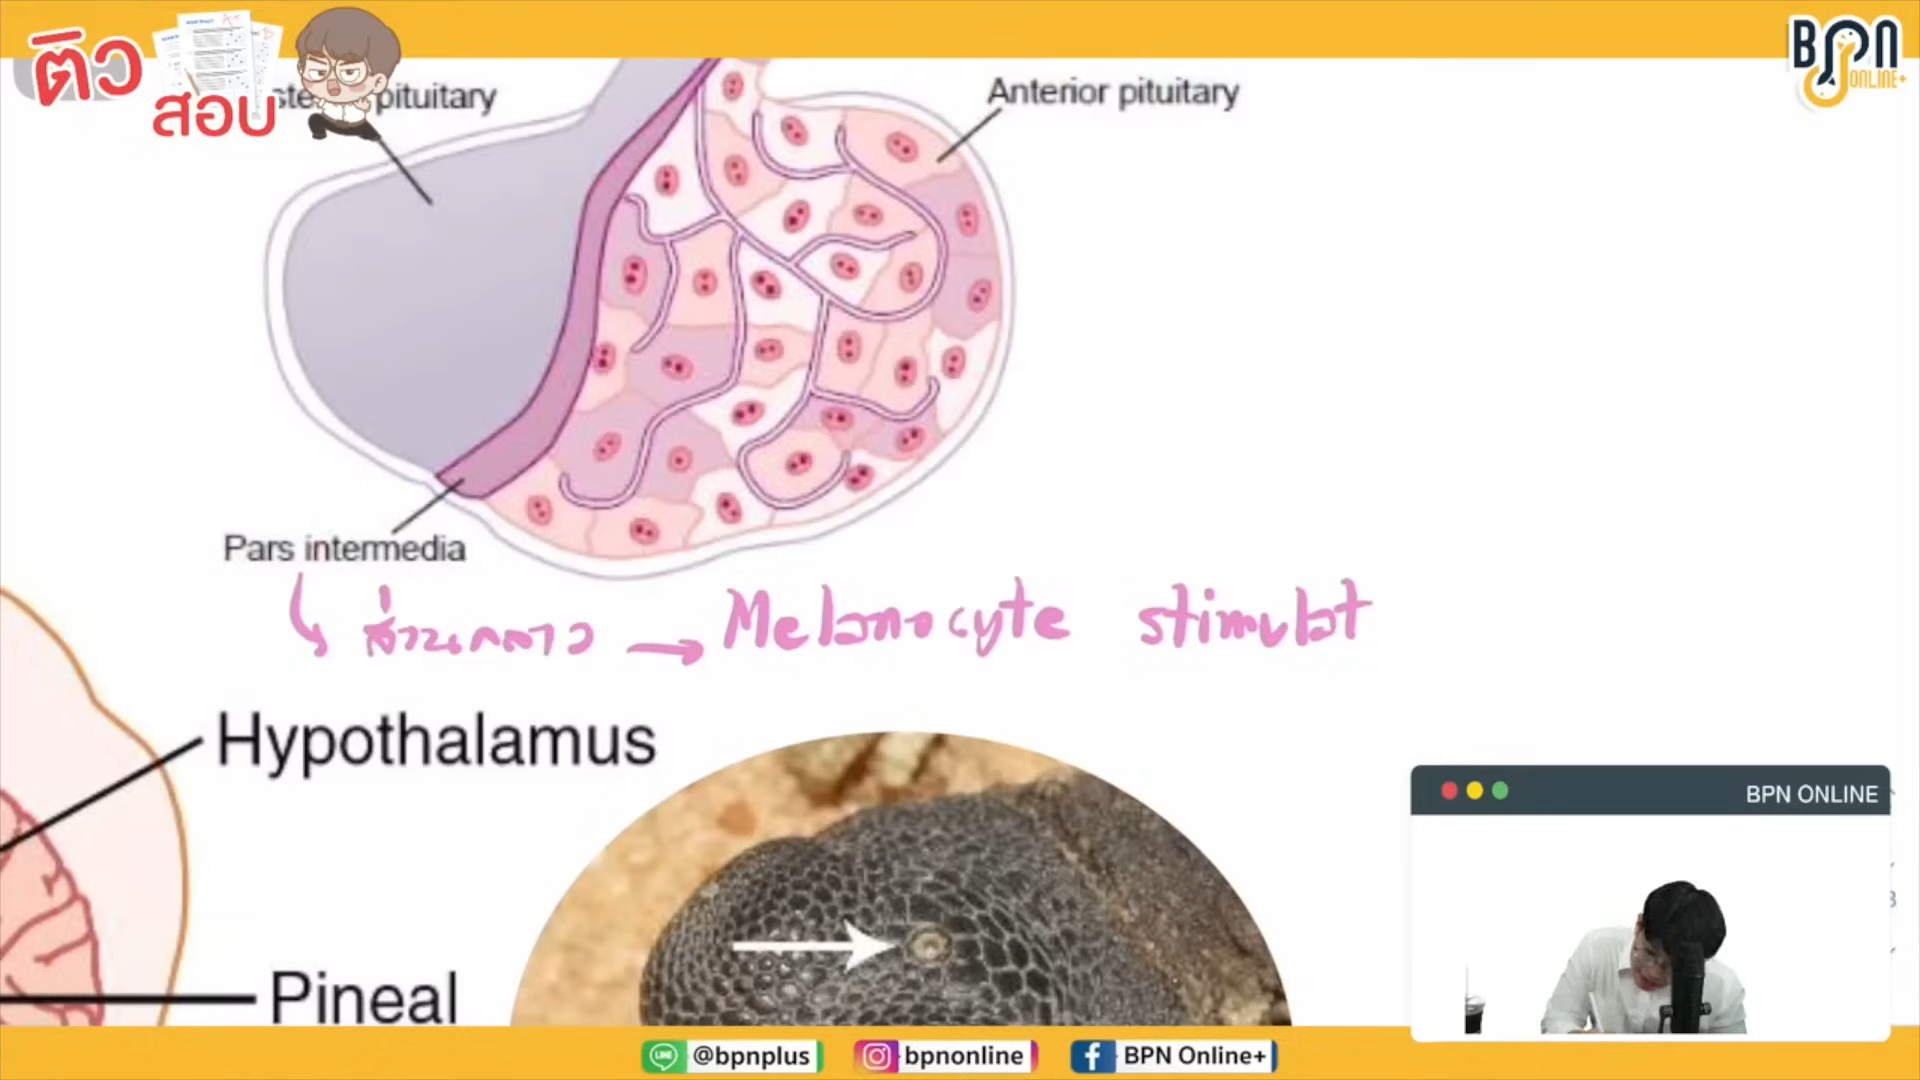 ติว
สอบ
BPN
ONLINE+
pituitary
Anterior pituitary
Pars intermedia
ส่วนกลาง → Melanocyte stimulat
Hypothalamus
Pineal
BPN ONLINE
LINE @bpnplus
bpnonline
BPN Online+